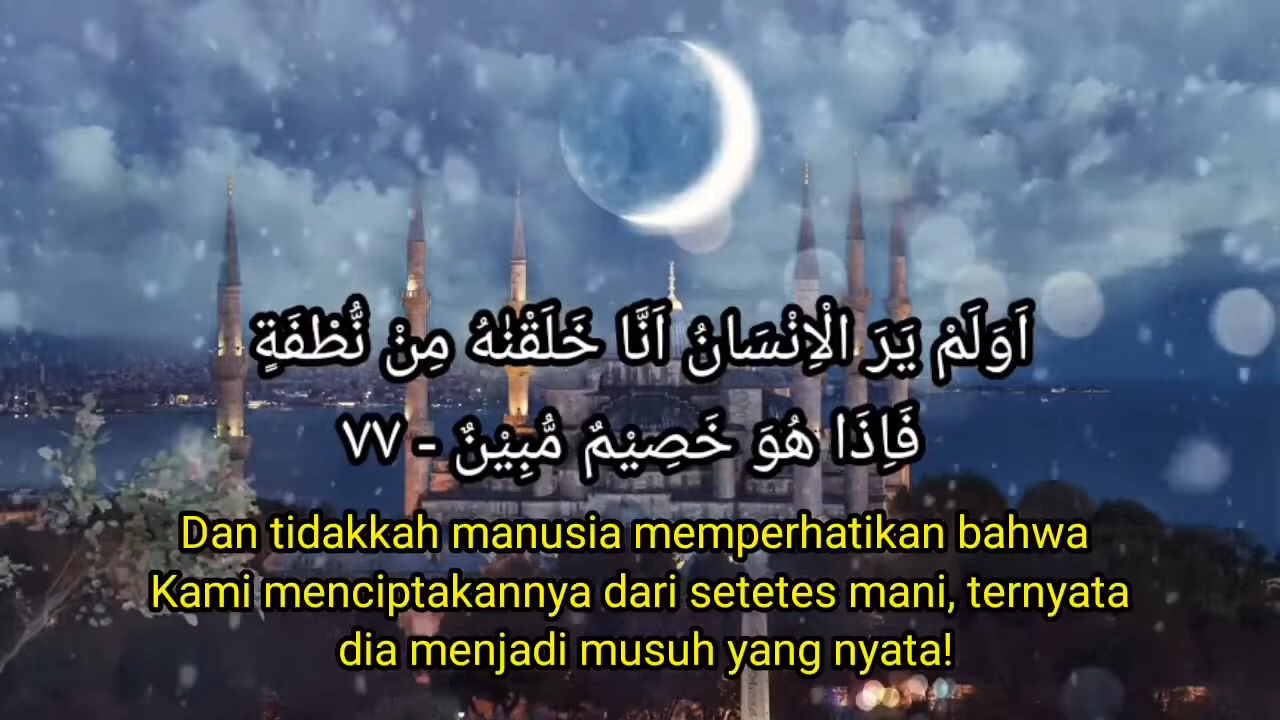 اَوَلَمْ يَرَ الْاِنْسَانُ اَنَّا خَلَقْنٰهُ مِنْ نُّطْفَةٍ
فَاِذَا هُوَ خَصِيْمٌ مُّبِيْنٌ - ٧٧
Dan tidakkah manusia memperhatikan bahwa
Kami menciptakannya dari setetes mani, ternyata
dia menjadi musuh yang nyata!